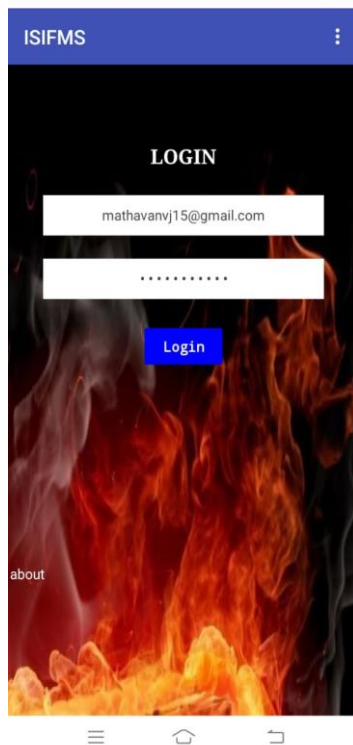 ISIFMS
LOGIN
mathavanvj15@gmail.com
...........
Login
about